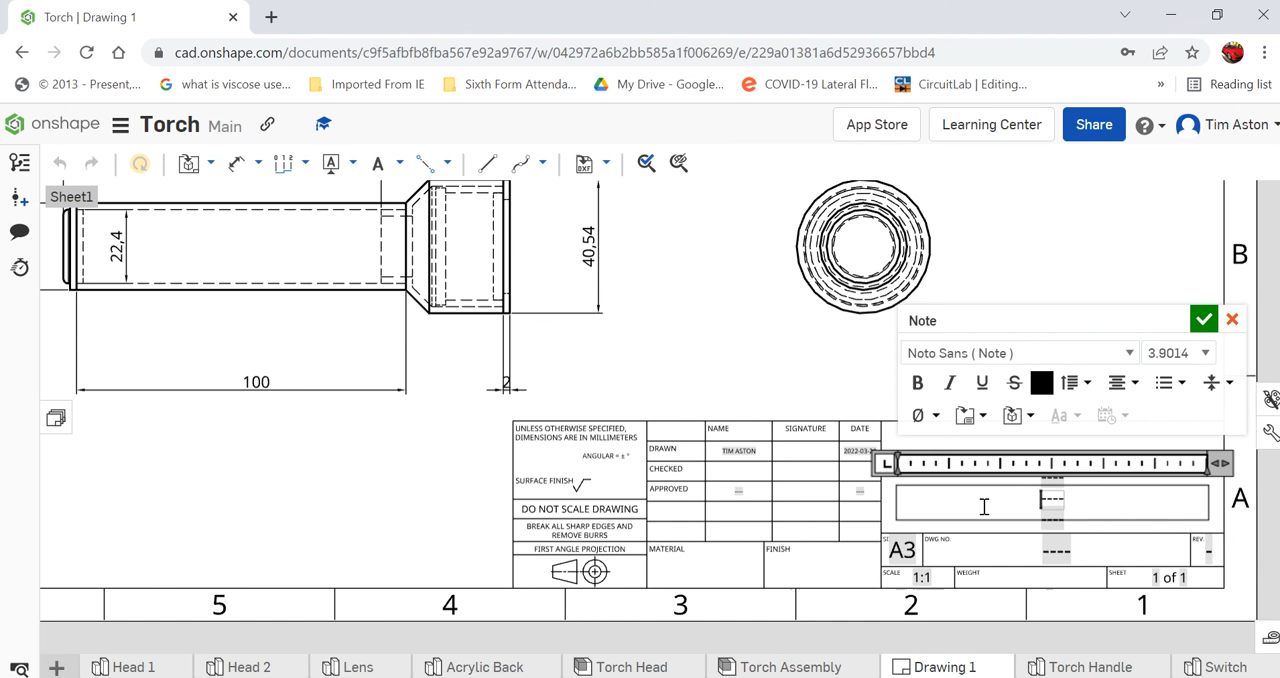 Torch | Drawing 1
cad.onshape.com/documents/c9f5afbfb8fba567e92a9767/w/042972a6b2bb585a1f006269/e/229a01381a6d52936657bbd4
© 2013 - Present,...
what is viscose use...
Imported From IE
Sixth Form Attenda...
My Drive - Google...
COVID-19 Lateral Fl...
CircuitLab | Editing...
»
Reading list
onshape
Torch Main
App Store
Learning Center
Share
Tim Aston
Sheet1
22,4
40,54
100
2
B
Note
Noto Sans ( Note )
3.9014
B I U S
UNLESS OTHERWISE SPECIFIED,
DIMENSIONS ARE IN MILLIMETERS
ANGULAR = ± °
SURFACE FINISH
DO NOT SCALE DRAWING
BREAK ALL SHARP EDGES AND
REMOVE BURRS
FIRST ANGLE PROJECTION
NAME
SIGNATURE
DATE
DRAWN
TIM ASTON
CHECKED
APPROVED
MATERIAL
FINISH
A
A3
DWG NO.
----
REV.
-
SCALE
1:1
WEIGHT
SHEET
1 of 1
5
4
3
2
1
Head 1
Head 2
Lens
Acrylic Back
Torch Head
Torch Assembly
Drawing 1
Torch Handle
Switch